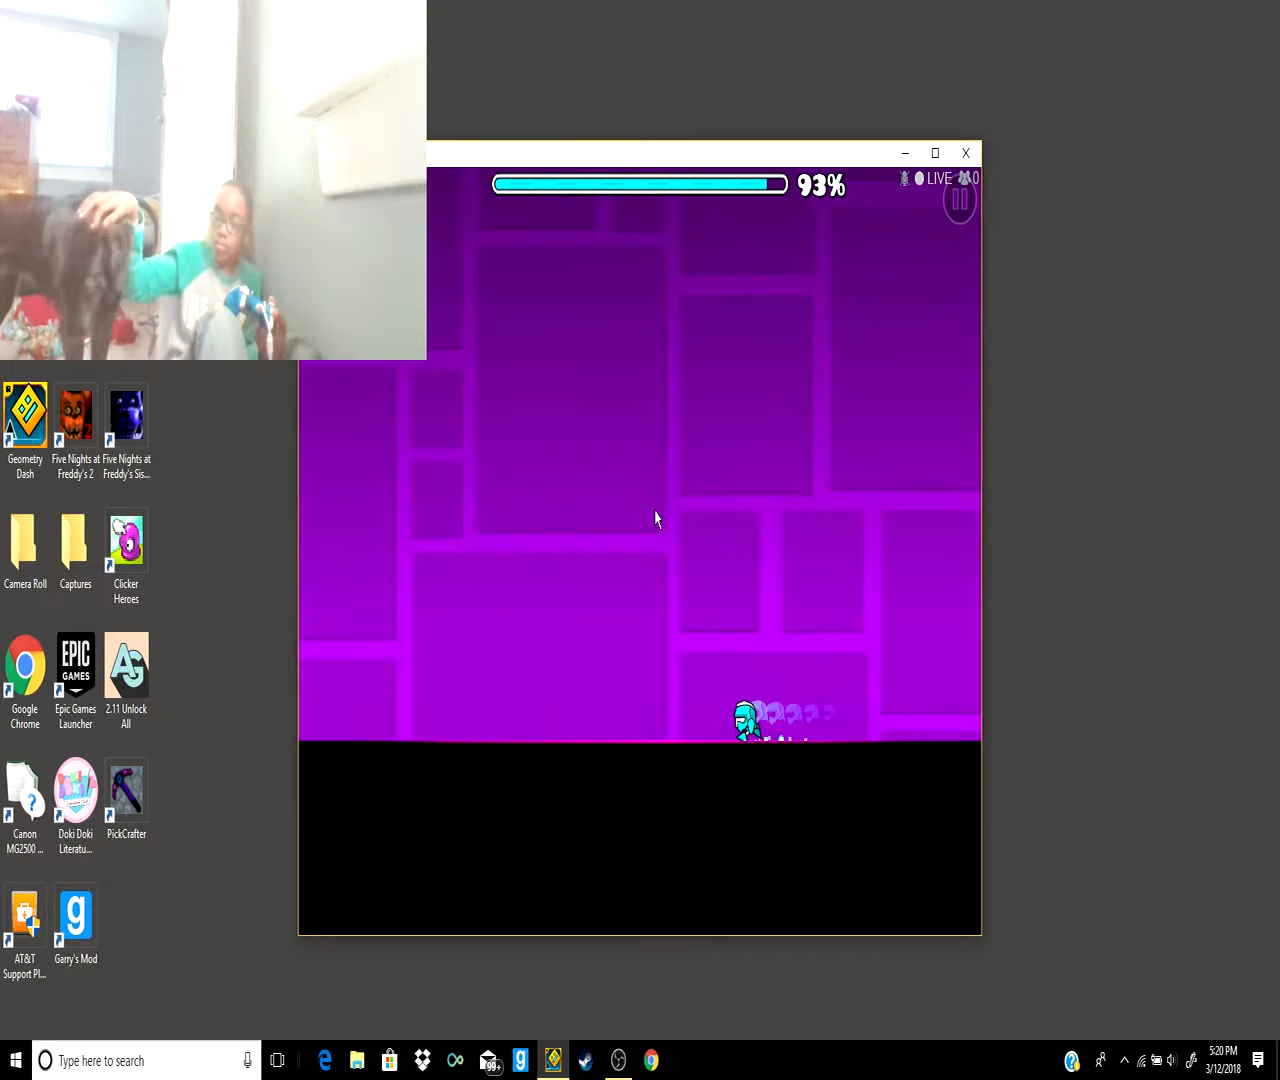 – X
93%
LIVE 0
Geometry Dash
Five Nights at Freddy's 2
Five Nights at Freddy's Sis...
Camera Roll
Captures
Clicker Heroes
EPIC GAMES
AG
Google Chrome
Epic Games Launcher
2.11 Unlock All
Canon MG2500 ...
Doki Doki Literatu...
PickCrafter
g
AT&T Support Pl...
Garry's Mod
Type here to search
99+
g
5:20 PM
3/12/2018